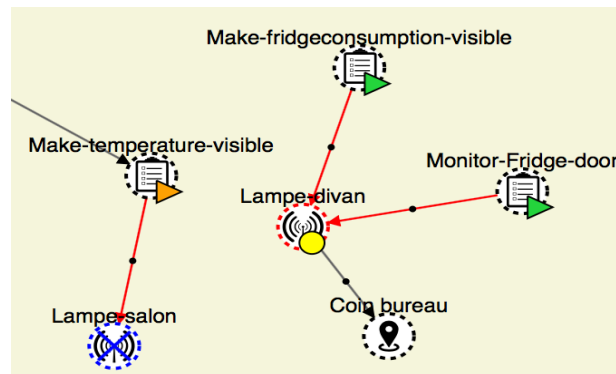 Make-fridgeconsumption-visible
Make-temperature-visible
Monitor-Fridge-door
Lampe-divan
Coin bureau
Lampe-salon